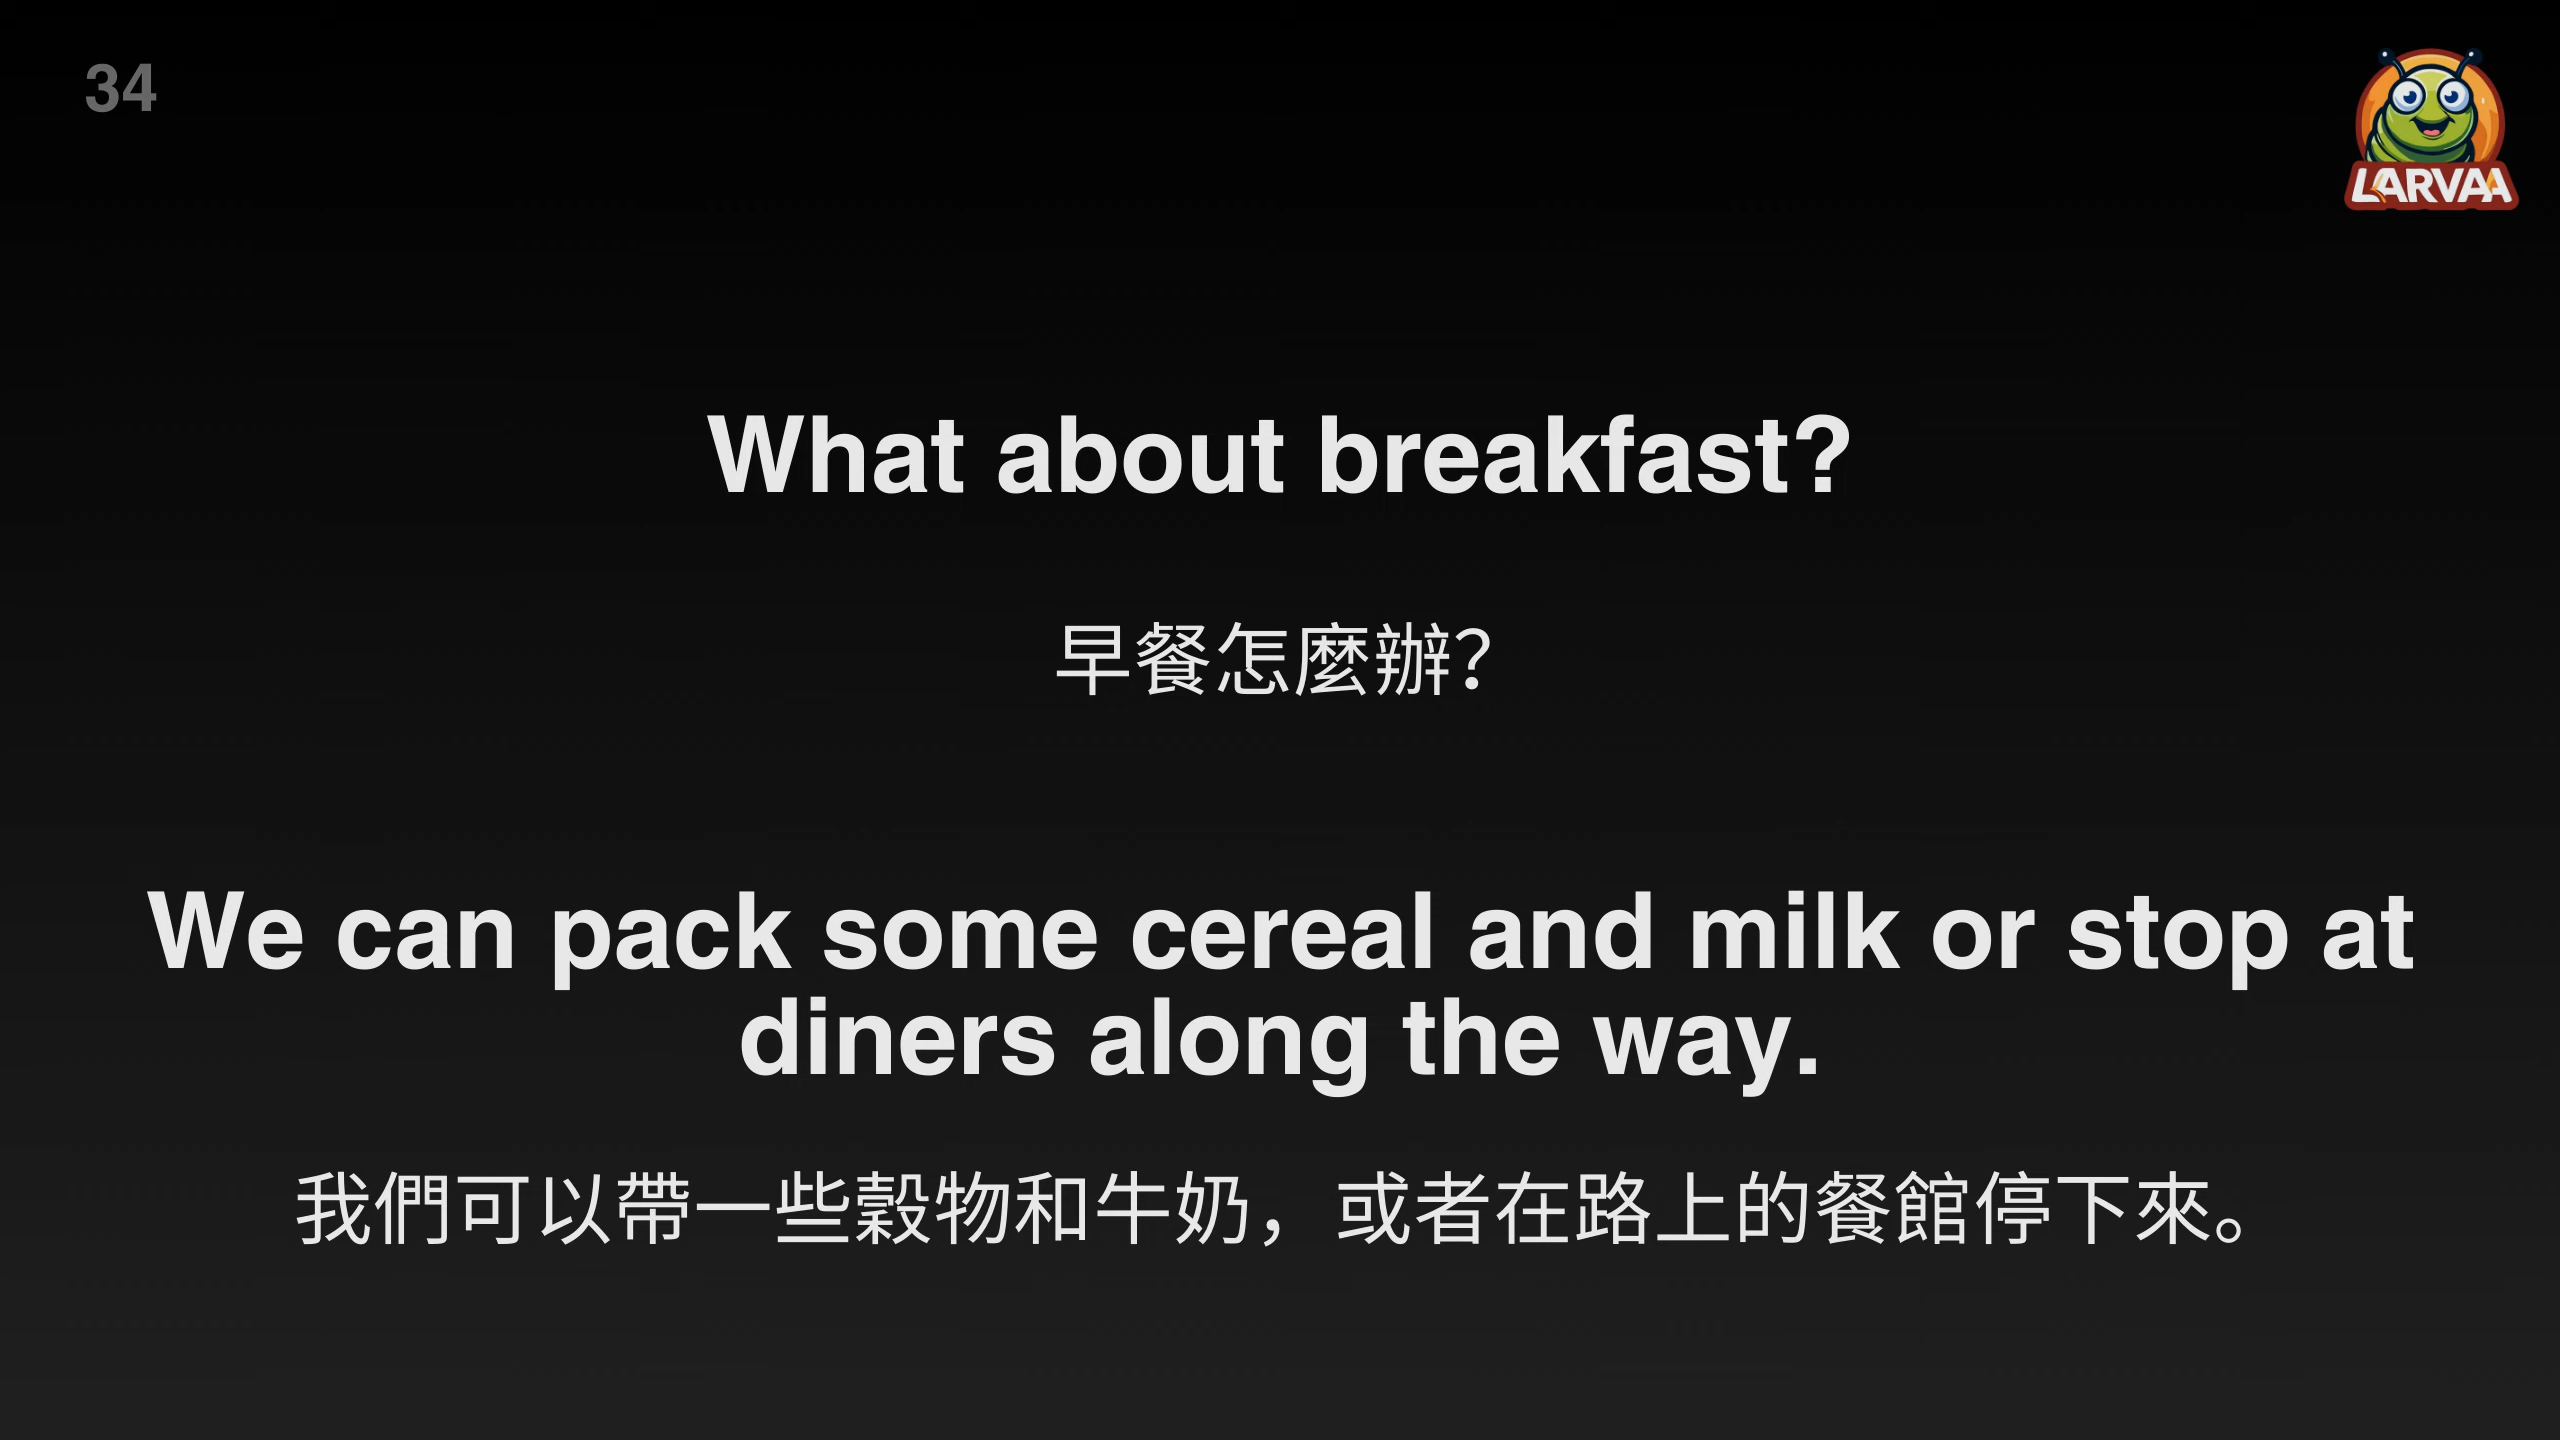 34
LARVAA
What about breakfast?
早餐怎麼辦?
We can pack some cereal and milk or stop at
diners along the way.
我們可以帶一些穀物和牛奶，或者在路上的餐館停下來。